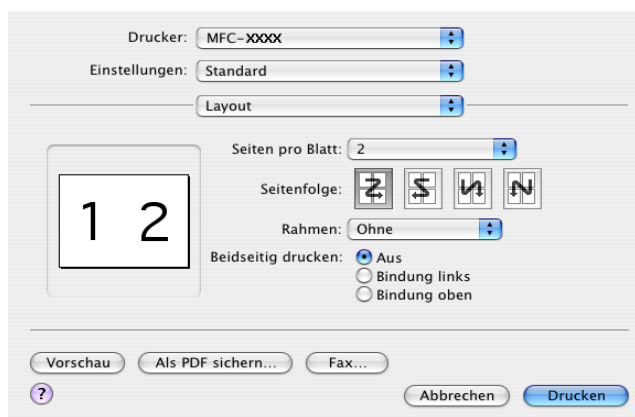 Drucker: MFC-XXXX
Einstellungen: Standard
Layout
Seiten pro Blatt: 2
Seitenfolge:
1 2
Rahmen: Ohne
Beidseitig drucken: Aus
Bindung links
Bindung oben
Vorschau Als PDF sichern... Fax...
? Abbrechen Drucken